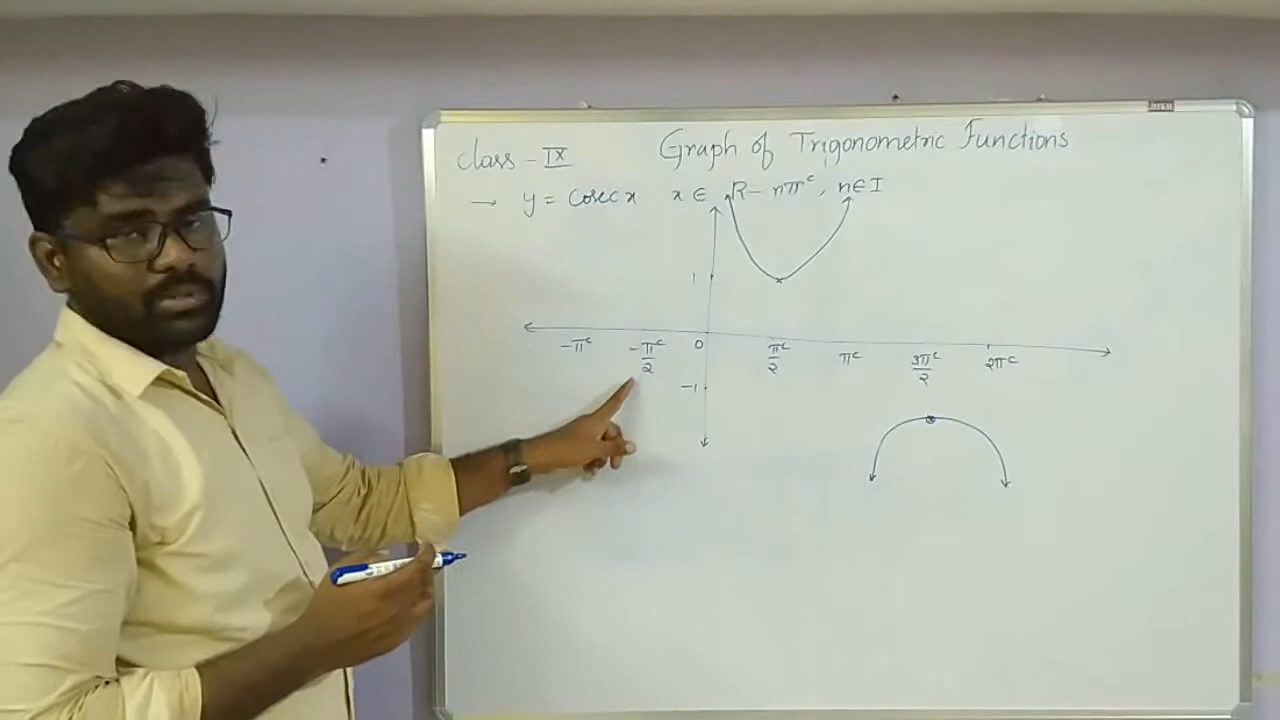 Class - IX Graph of Trigonometric Functions
→ y = Cosec x x ∈ R - nπᶜ, n ∈ I
1
-πᶜ -πᶜ/2 0 πᶜ/2 πᶜ 3πᶜ/2 2πᶜ
-1